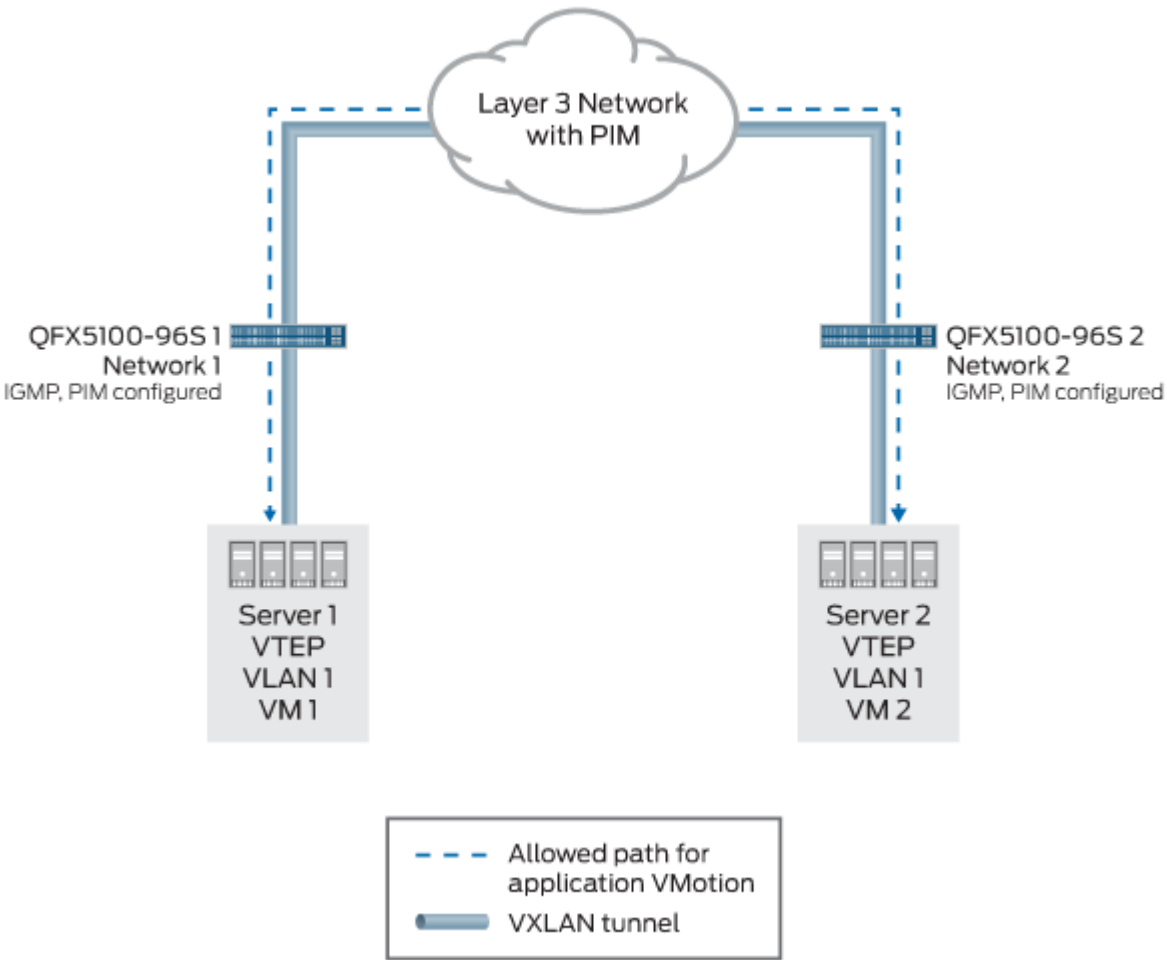 Layer 3 Network
with PIM
QFX5100-96S 1
Network 1
IGMP, PIM configured
QFX5100-96S 2
Network 2
IGMP, PIM configured
Server 1
VTEP
VLAN 1
VM 1
Server 2
VTEP
VLAN 1
VM 2
Allowed path for
application VMotion
VXLAN tunnel